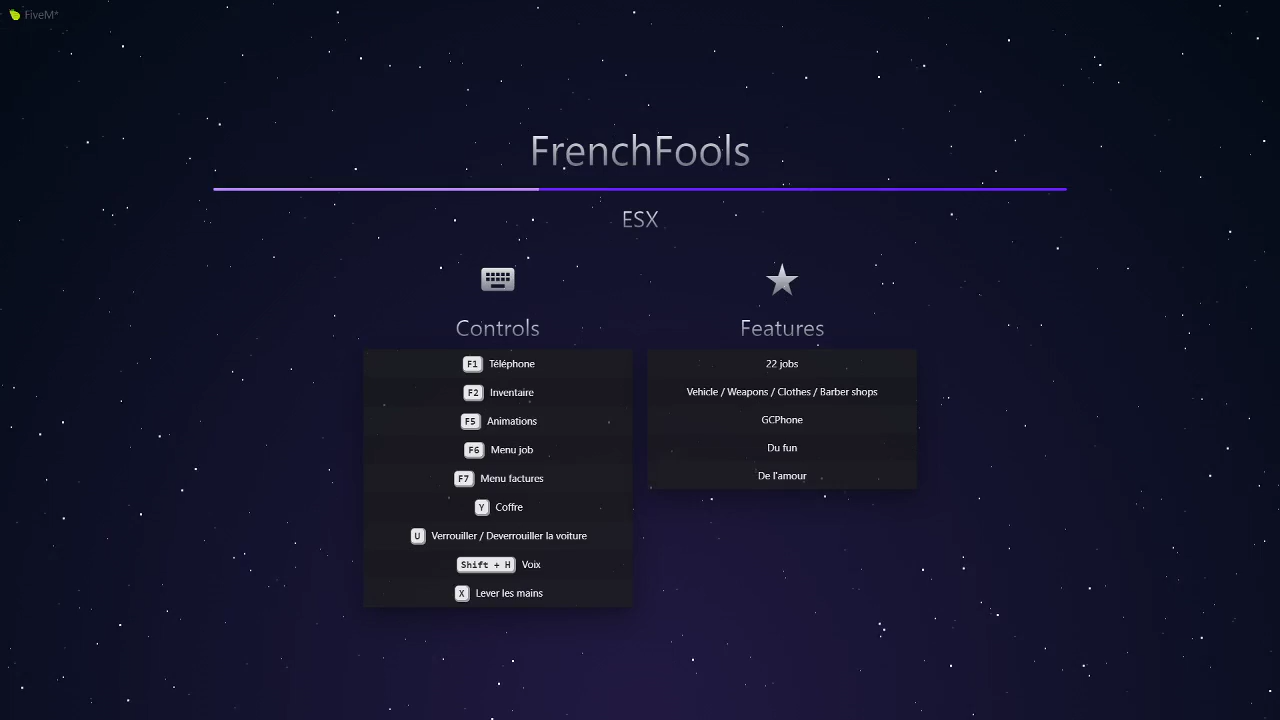 FiveM*
FrenchFools
ESX
Controls
F1 Téléphone
F2 Inventaire
F5 Animations
F6 Menu job
F7 Menu factures
Y Coffre
U Verrouiller / Deverrouiller la voiture
Shift + H Voix
X Lever les mains
Features
22 jobs
Vehicle / Weapons / Clothes / Barber shops
GCPhone
Du fun
De l'amour